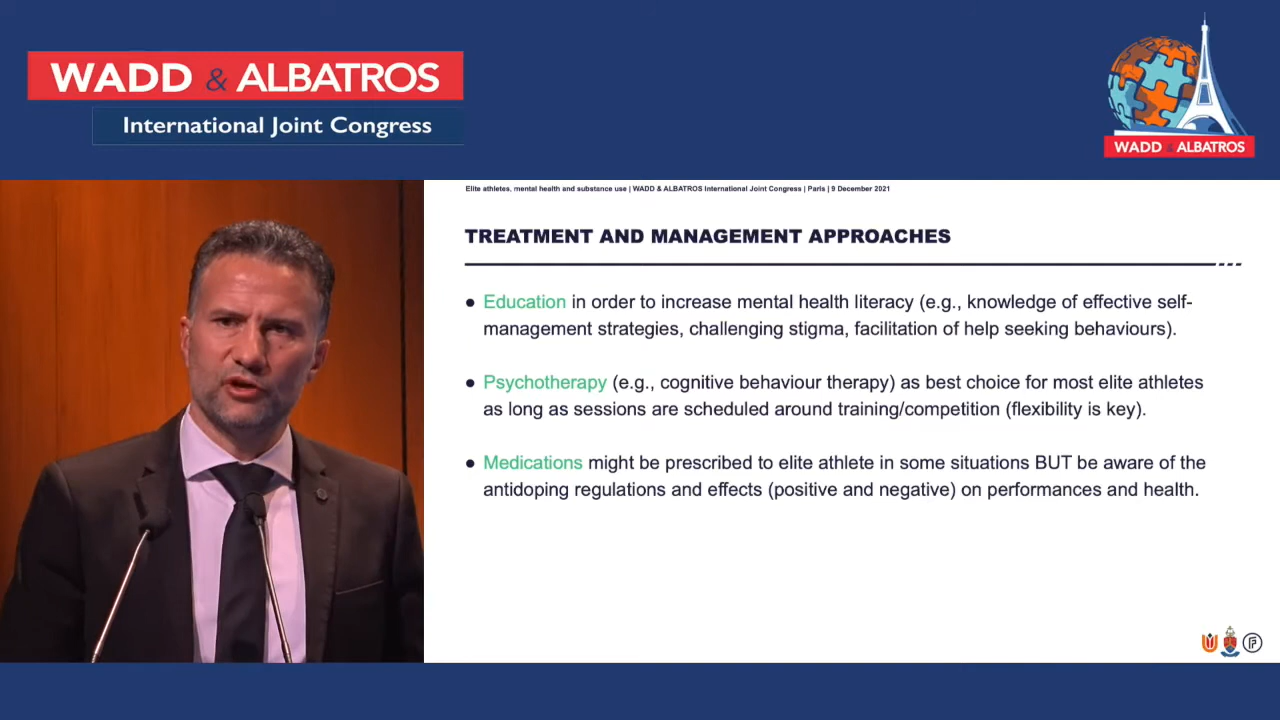 WADD & ALBATROS
International Joint Congress
WADD & ALBATROS
Elite athletes, mental health and substance use | WADD & ALBATROS International Joint Congress | Paris | 9 December 2021
TREATMENT AND MANAGEMENT APPROACHES
● Education in order to increase mental health literacy (e.g., knowledge of effective self-
management strategies, challenging stigma, facilitation of help seeking behaviours).
● Psychotherapy (e.g., cognitive behaviour therapy) as best choice for most elite athletes
as long as sessions are scheduled around training/competition (flexibility is key).
● Medications might be prescribed to elite athlete in some situations BUT be aware of the
antidoping regulations and effects (positive and negative) on performances and health.